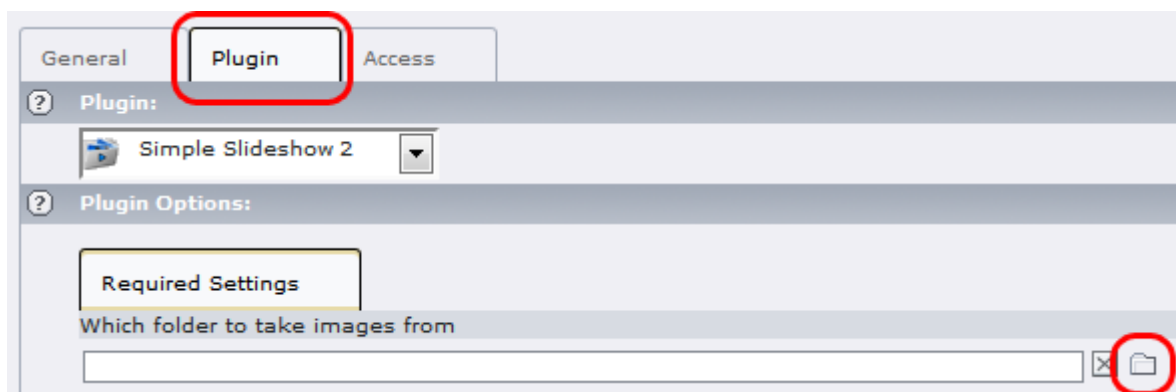 General Plugin Access
Plugin:
Simple Slideshow 2
Plugin Options:
Required Settings
Which folder to take images from